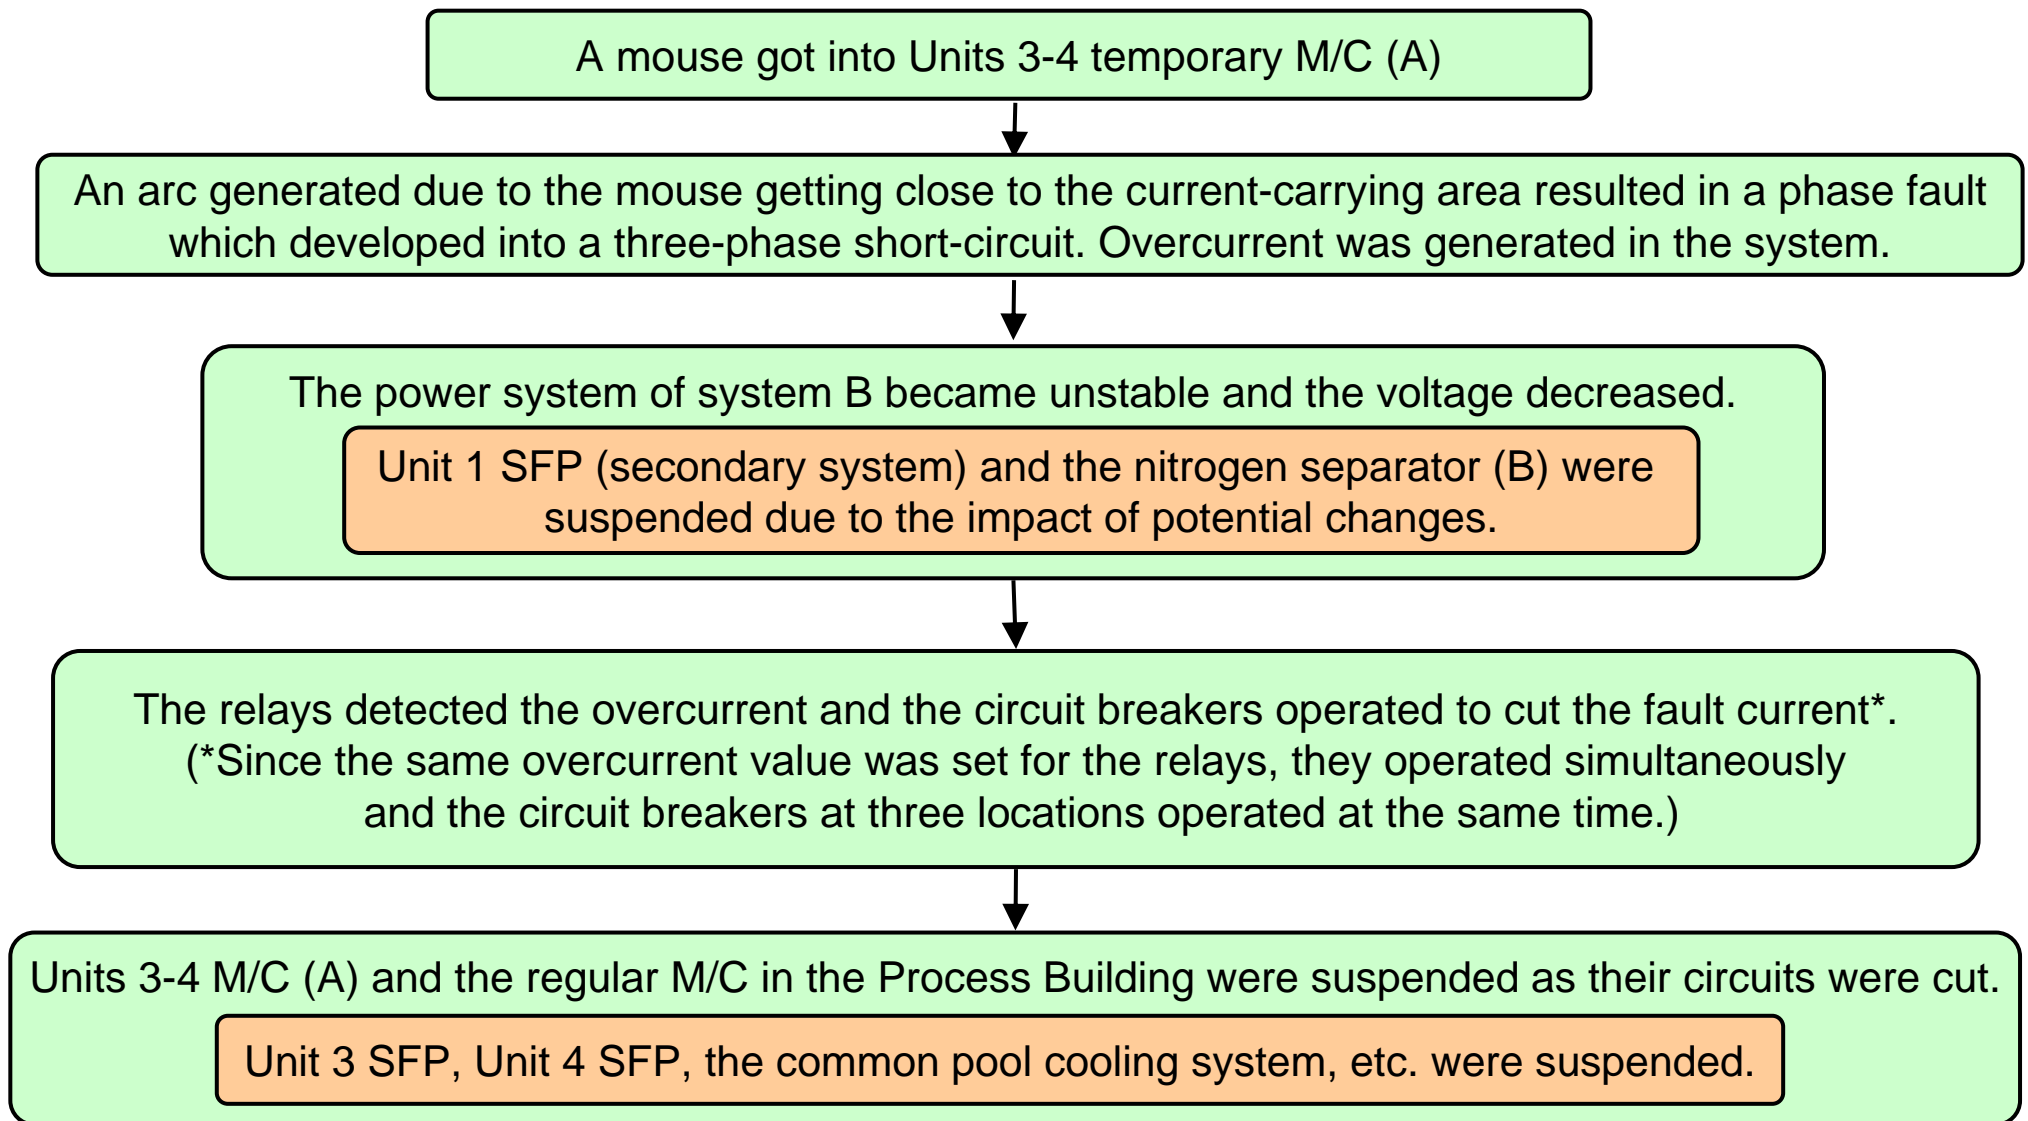 A mouse got into Units 3-4 temporary M/C (A)
An arc generated due to the mouse getting close to the current-carrying area resulted in a phase fault
which developed into a three-phase short-circuit. Overcurrent was generated in the system.
The power system of system B became unstable and the voltage decreased.
Unit 1 SFP (secondary system) and the nitrogen separator (B) were
suspended due to the impact of potential changes.
The relays detected the overcurrent and the circuit breakers operated to cut the fault current*.
(*Since the same overcurrent value was set for the relays, they operated simultaneously
and the circuit breakers at three locations operated at the same time.)
Units 3-4 M/C (A) and the regular M/C in the Process Building were suspended as their circuits were cut.
Unit 3 SFP, Unit 4 SFP, the common pool cooling system, etc. were suspended.